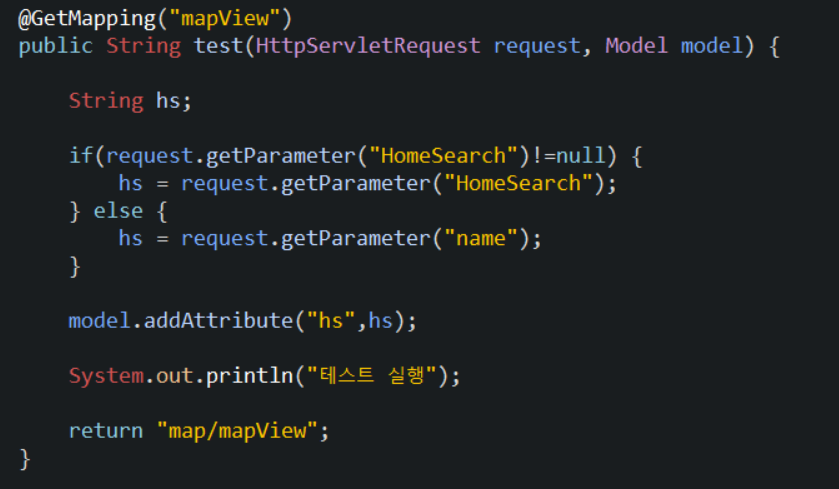 @GetMapping("mapView")
public String test(HttpServletRequest request, Model model) {
String hs;
if(request.getParameter("HomeSearch")!=null) {
hs = request.getParameter("HomeSearch");
} else {
hs = request.getParameter("name");
}
model.addAttribute("hs",hs);
System.out.println("테스트 실행");
return "map/mapView";
}